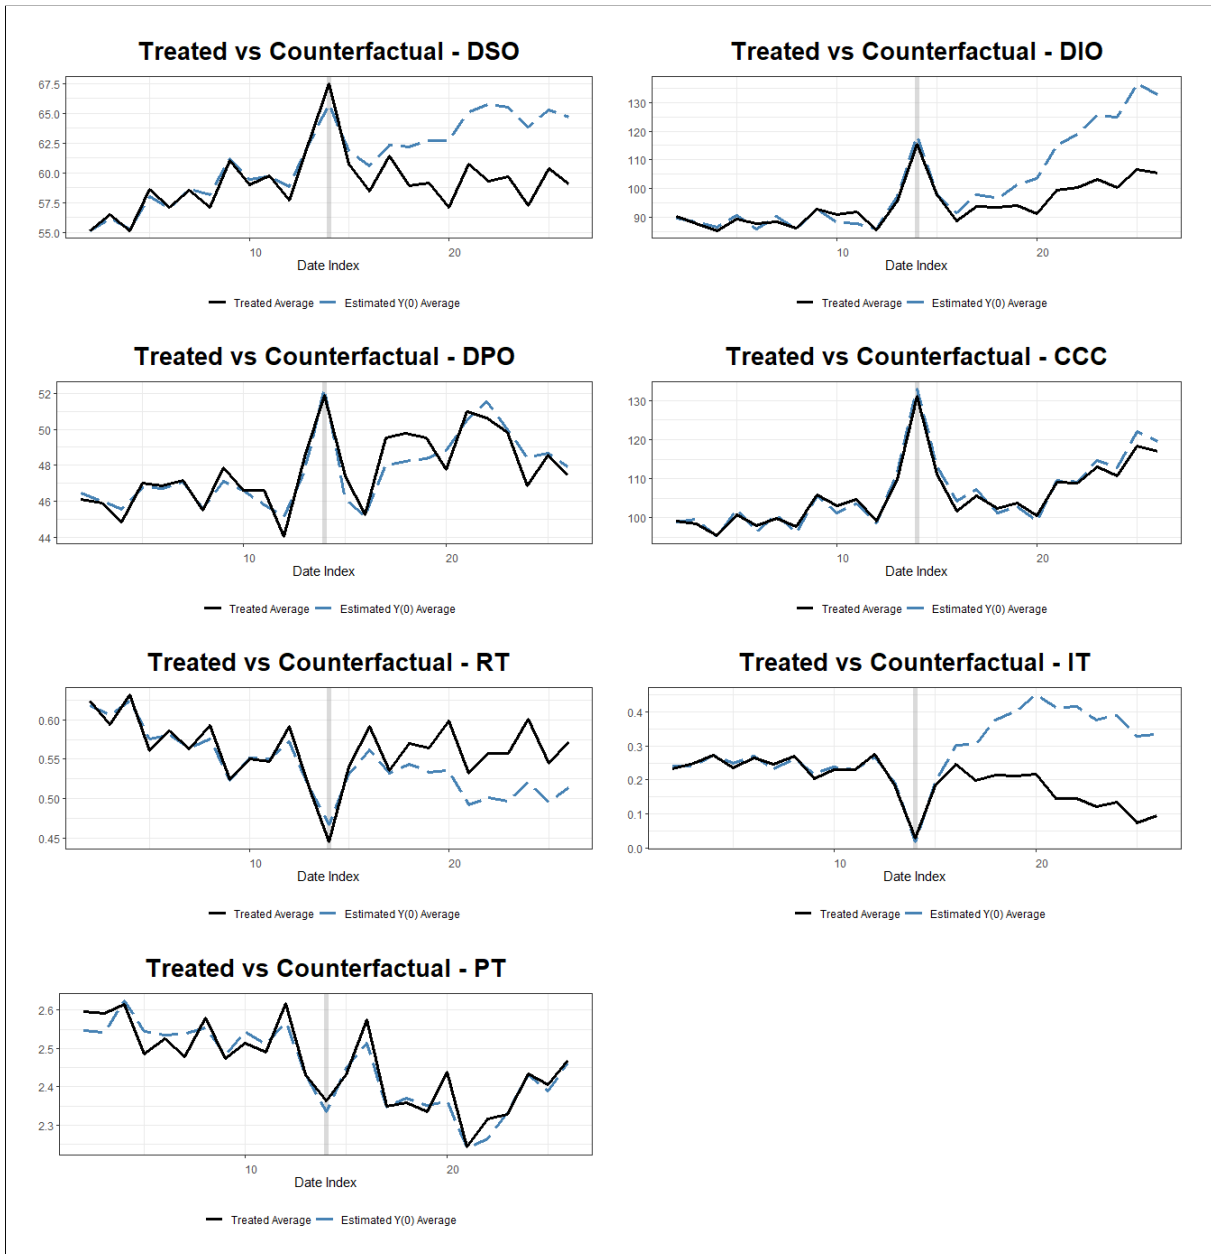 Treated vs Counterfactual - DSO
67.5
65.0
62.5
60.0
57.5
55.0
10
20
Date Index
Treated Average
Estimated Y(0) Average
Treated vs Counterfactual - DIO
130
120
110
100
90
10
20
Date Index
Treated Average
Estimated Y(0) Average
Treated vs Counterfactual - DPO
52
50
48
46
44
10
20
Date Index
Treated Average
Estimated Y(0) Average
Treated vs Counterfactual - CCC
130
120
110
100
10
20
Date Index
Treated Average
Estimated Y(0) Average
Treated vs Counterfactual - RT
0.60
0.55
0.50
0.45
10
20
Date Index
Treated Average
Estimated Y(0) Average
Treated vs Counterfactual - IT
0.4
0.3
0.2
0.1
0.0
10
20
Date Index
Treated Average
Estimated Y(0) Average
Treated vs Counterfactual - PT
2.6
2.5
2.4
2.3
10
20
Date Index
Treated Average
Estimated Y(0) Average